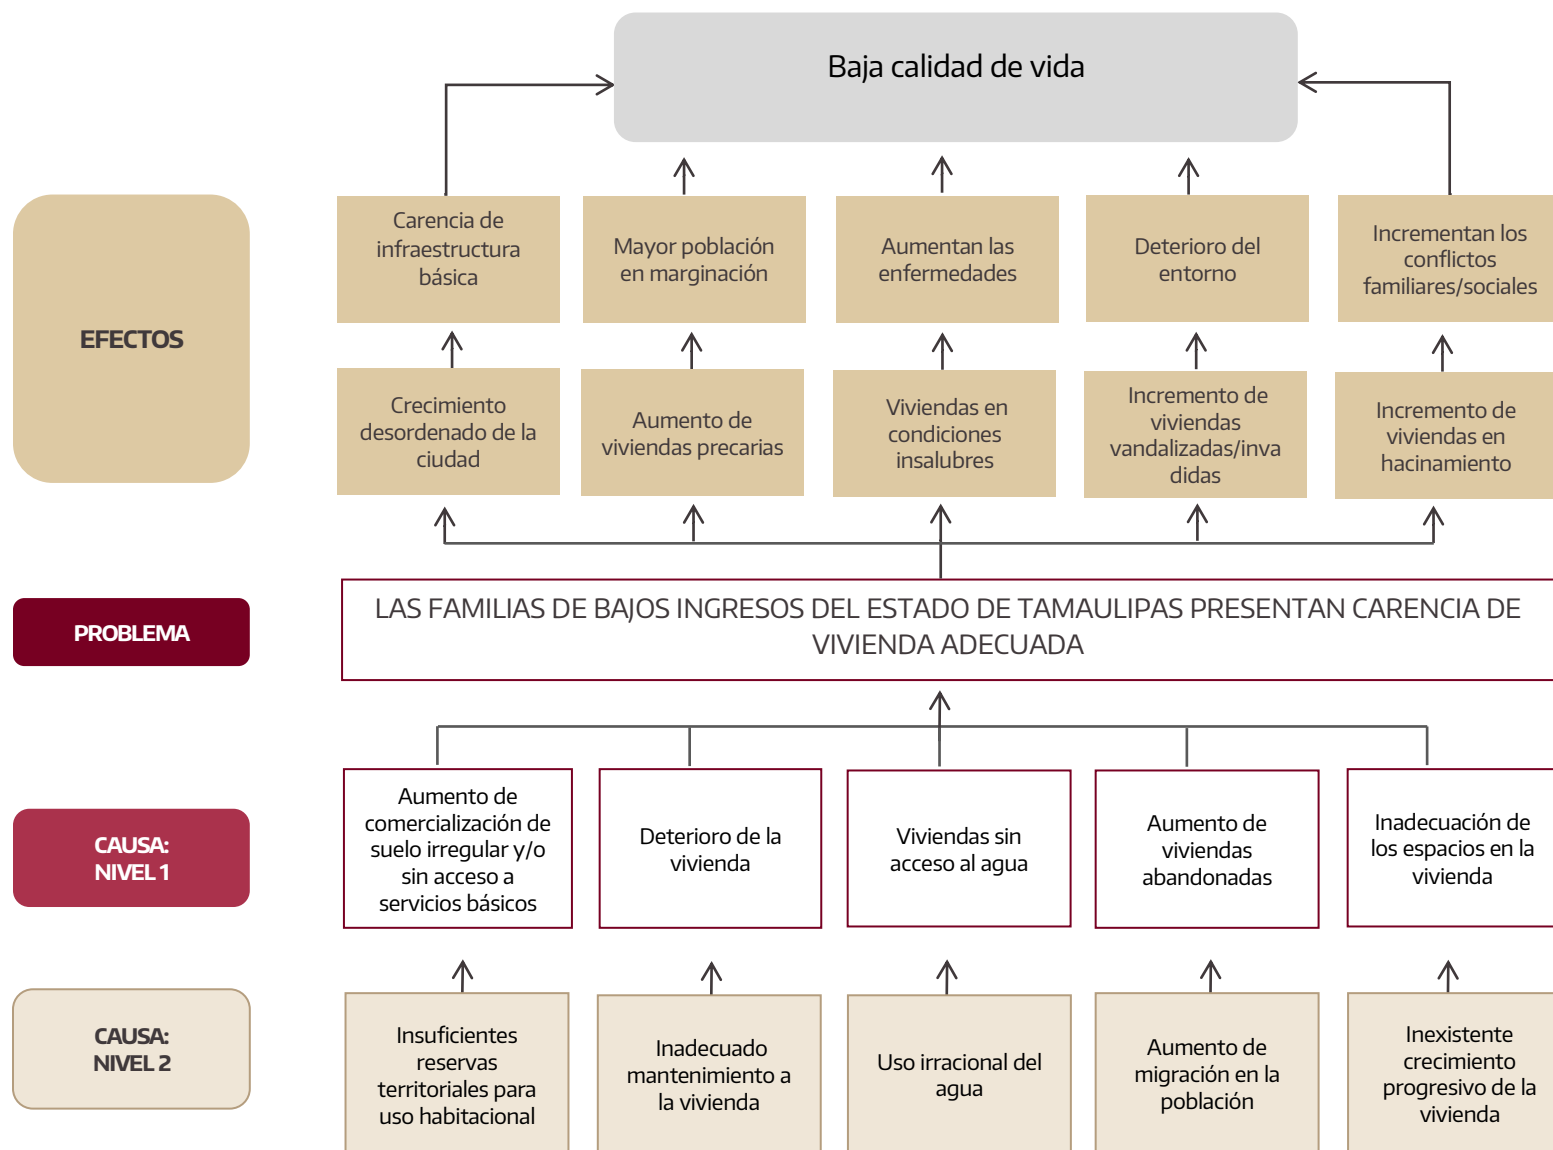 Baja calidad de vida
EFECTOS
Carencia de
infraestructura
básica
Mayor población
en marginación
Aumentan las
enfermedades
Deterioro del
entorno
Incrementan los
conflictos
familiares/sociales
Crecimiento
desordenado de la
ciudad
Aumento de
viviendas precarias
Viviendas en
condiciones
insalubres
Incremento de
viviendas
vandalizadas/inva
didas
Incremento de
viviendas en
hacinamiento
PROBLEMA
LAS FAMILIAS DE BAJOS INGRESOS DEL ESTADO DE TAMAULIPAS PRESENTAN CARENCIA DE
VIVIENDA ADECUADA
CAUSA:
NIVEL 1
Aumento de
comercialización de
suelo irregular y/o
sin acceso a
servicios básicos
Deterioro de la
vivienda
Viviendas sin
acceso al agua
Aumento de
viviendas
abandonadas
Inadecuación de
los espacios en la
vivienda
CAUSA:
NIVEL 2
Insuficientes
reservas
territoriales para
uso habitacional
Inadecuado
mantenimiento a
la vivienda
Uso irracional del
agua
Aumento de
migración en la
población
Inexistente
crecimiento
progresivo de la
vivienda